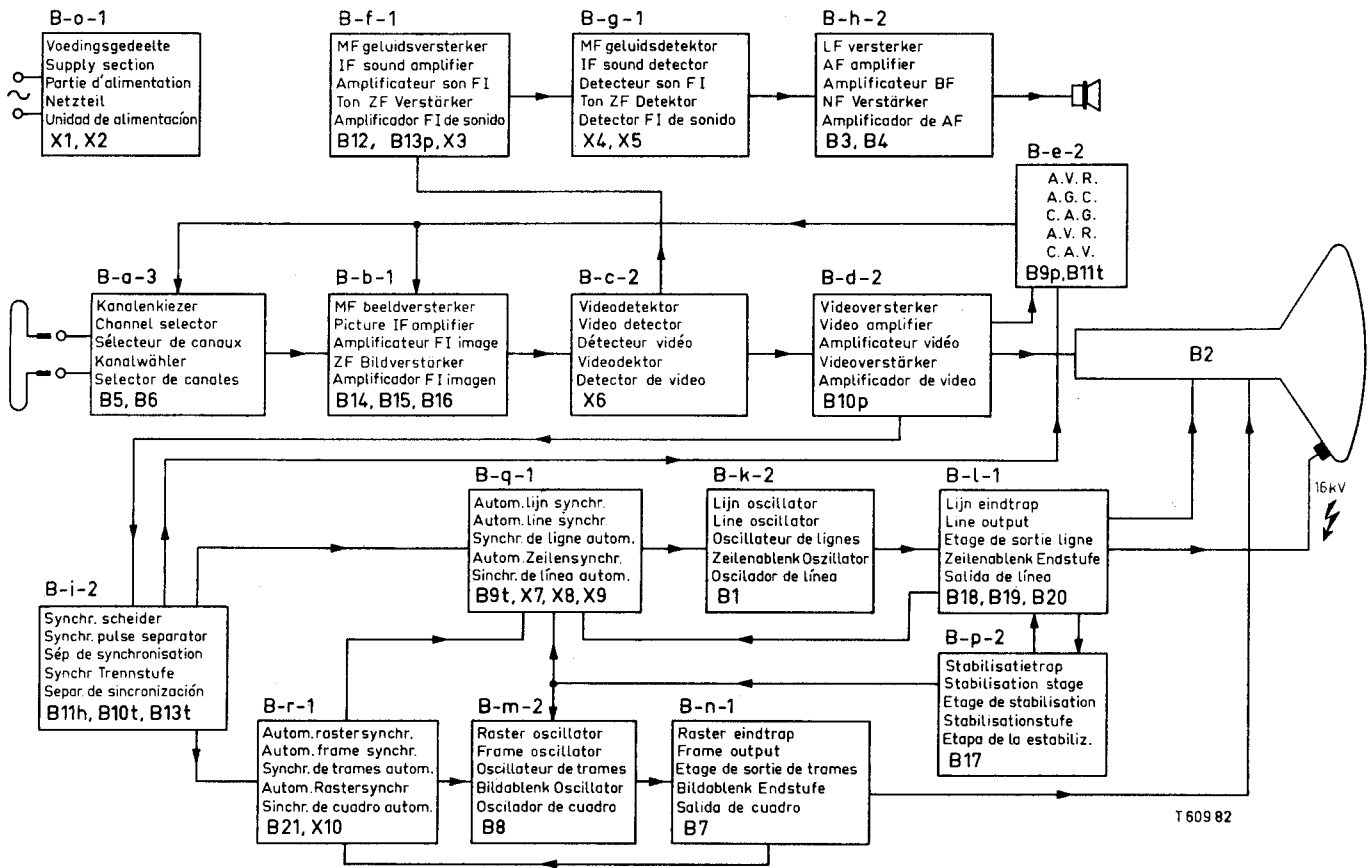 B-o-1
Voedingsgedeelte
Supply section
Partie d'alimentation
Netzteil
Unidad de alimentacíon
X1, X2
B-f-1
MF geluidsversterker
IF sound amplifier
Amplificateur son FI
Ton ZF Verstärker
Amplificador FI de sonido
B12, B13p, X3
B-g-1
MF geluidsdetektor
IF sound detector
Detecteur son FI
Ton ZF Detektor
Detector FI de sonido
X4, X5
B-h-2
LF versterker
AF amplifier
Amplificateur BF
NF Verstärker
Amplificador de AF
B3, B4
B-e-2
A.V.R.
A.G.C.
C.A.G.
A.V.R.
C.A.V.
B9p, B11t
B-a-3
Kanalenkiezer
Channel selector
Sélecteur de canaux
Kanalwähler
Selector de canales
B5, B6
B-b-1
MF beeldversterker
Picture IF amplifier
Amplificateur FI image
ZF Bildverstärker
Amplificador FI imagen
B14, B15, B16
B-c-2
Videodetektor
Video detector
Détecteur vidéo
Videodektor
Detector de video
X6
B-d-2
Videoversterker
Video amplifier
Amplificateur vidéo
Videoverstärker
Amplificador de video
B10p
B2
16kV
B-q-1
Autom. lijn synchr.
Autom. line synchr.
Synchr. de ligne autom.
Autom. Zeilensynchr.
Sinchr. de línea autom.
B9t, X7, X8, X9
B-k-2
Lijn oscillator
Line oscillator
Oscillateur de lignes
Zeilenablenk Oszillator
Oscilador de línea
B1
B-l-1
Lijn eindtrap
Line output
Etage de sortie ligne
Zeilenablenk Endstufe
Salida de línea
B18, B19, B20
B-i-2
Synchr. scheider
Synchr. pulse separator
Sép de synchronisation
Synchr Trennstufe
Separ. de sincronización
B11h, B10t, B13t
B-p-2
Stabilisatietrap
Stabilisation stage
Etage de stabilisation
Stabilisationstufe
Etapa de la estabiliz.
B17
B-r-1
Autom. rastersynchr.
Autom. frame synchr.
Synchr. de trames autom.
Autom. Rastersynchr
Sinchr. de cuadro autom.
B21, X10
B-m-2
Raster oscillator
Frame oscillator
Oscillateur de trames
Bildablenk Oscillator
Oscilador de cuadro
B8
B-n-1
Raster eindtrap
Frame output
Etage de sortie de trames
Bildablenk Endstufe
Salida de cuadro
B7
T60982